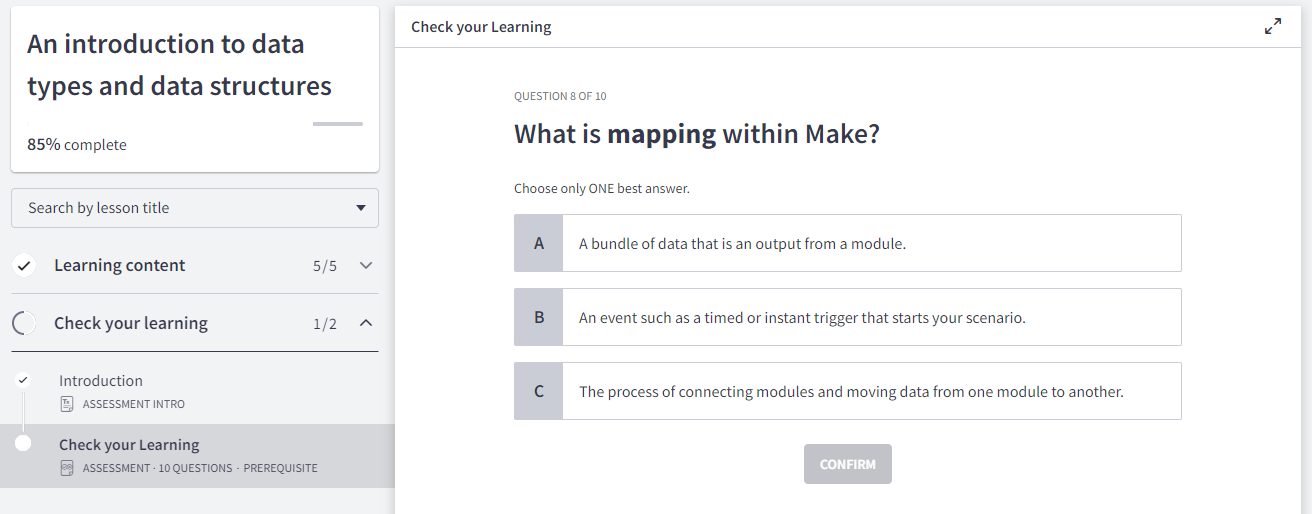 An introduction to data
types and data structures
85% complete
Search by lesson title
Learning content 5/5
Check your learning 1/2
Introduction
ASSESSMENT INTRO
Check your Learning
ASSESSMENT · 10 QUESTIONS · PREREQUISITE
Check your Learning
QUESTION 8 OF 10
What is mapping within Make?
Choose only ONE best answer.
A A bundle of data that is an output from a module.
B An event such as a timed or instant trigger that starts your scenario.
C The process of connecting modules and moving data from one module to another.
CONFIRM